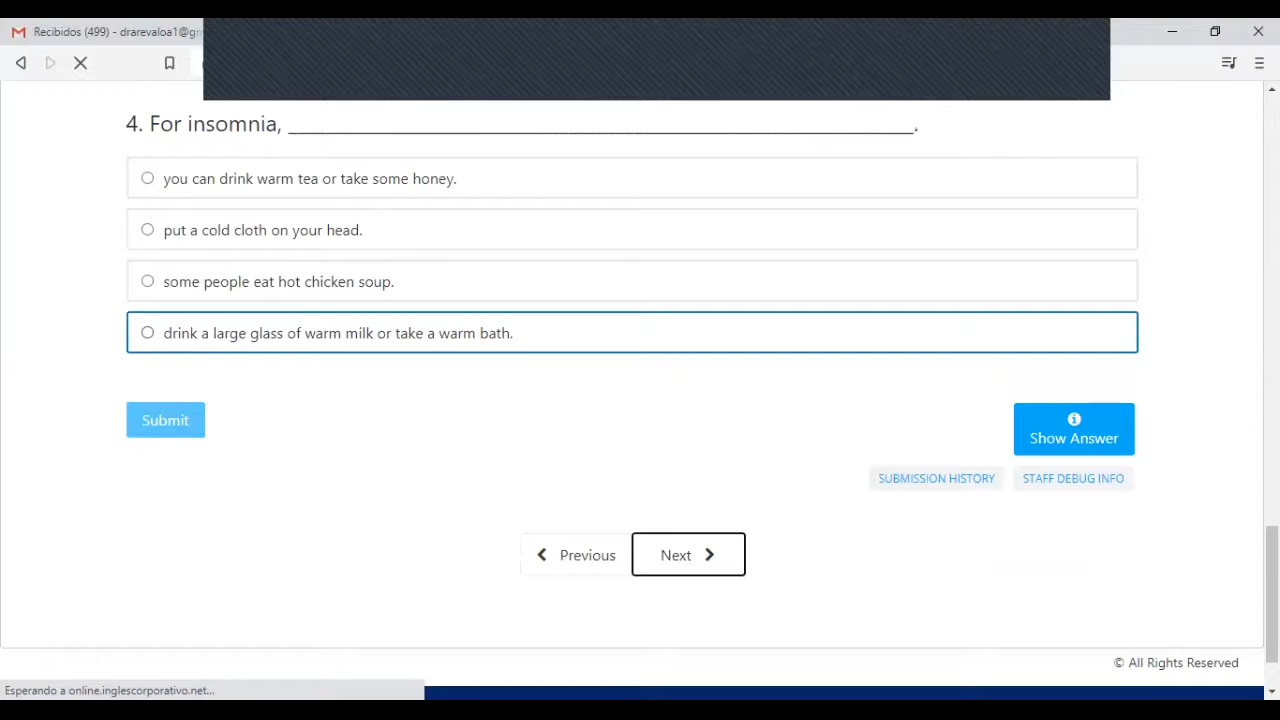 Recibidos (499) - drarevaloa1@g
4. For insomnia, ____________________.
you can drink warm tea or take some honey.
put a cold cloth on your head.
some people eat hot chicken soup.
drink a large glass of warm milk or take a warm bath.
Submit
Show Answer
SUBMISSION HISTORY
STAFF DEBUG INFO
Previous
Next
© All Rights Reserved
Esperando a online.inglescorporativo.net...